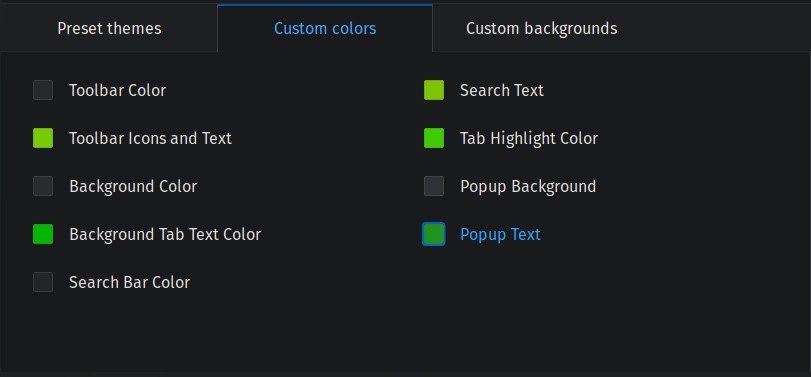 Preset themes
Custom colors
Custom backgrounds
Toolbar Color
Search Text
Toolbar Icons and Text
Tab Highlight Color
Background Color
Popup Background
Background Tab Text Color
Popup Text
Search Bar Color